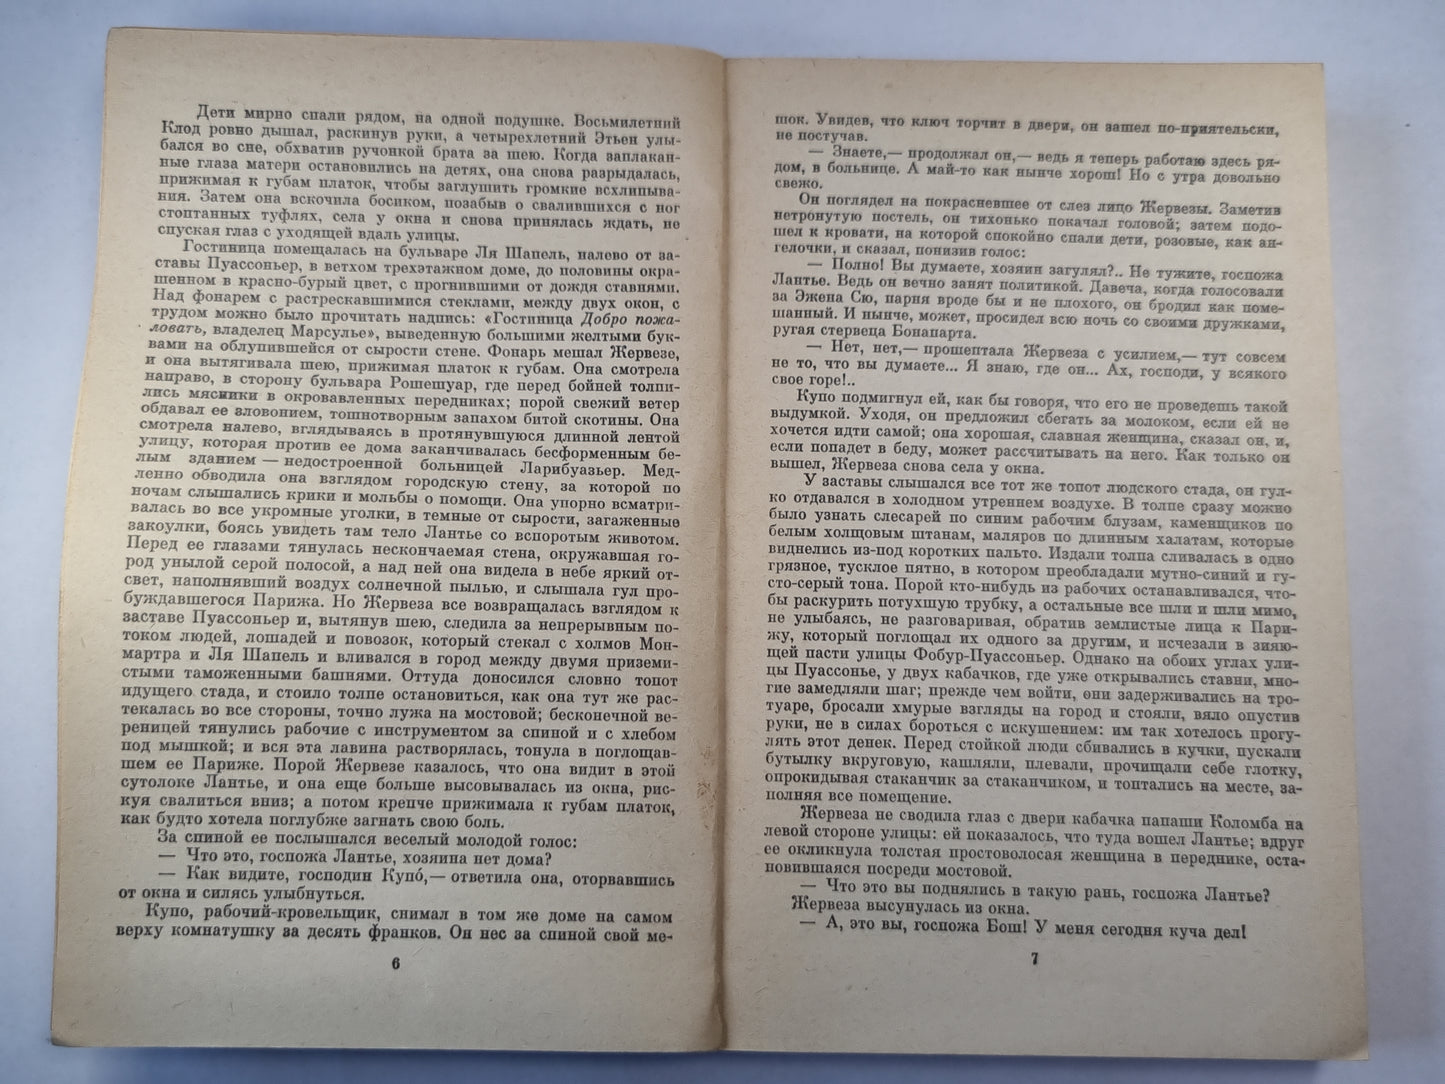 Дети мирно спали рядом, на одной подушке. Восьмилетний
Клод ровно дышал, раскинув руки, а четырехлетний Этьен улы-
бался во сне, обхватив ручонкой брата за шею. Когда заплакан-
ные глаза матери остановились на детях, она снова разрыдалась,
прижимая к губам платок, чтобы заглушить громкие всхлипыва-
ния. Затем она вскочила босиком, позабыв о свалившихся с ног
стоптанных туфлях, села у окна и снова принялась ждать, не
спуская глаз с уходящей вдаль улицы.
Гостиница помещалась на бульваре Ля Шапель, налево от за-
ставы Пуассоньер, в ветхом трехэтажном доме, до половины окра-
шенном в красно-бурый цвет, с прогнившими от дождя ставнями.
Над фонарем с растрескавшимися стеклами, между двух окон, с
трудом можно было прочитать надпись: «Гостиница Добро пожа-
ловать, владелец Марсулье», выведенную большими желтыми бук-
вами на облупившейся от сырости стене. Фонарь мешал Жервезе,
и она вытягивала шею, прижимая платок к губам. Она смотрела
направо, в сторону бульвара Рошешуар, где перед бойней толпи-
лись мясники в окровавленных передниках; порой свежий ветер
обдавал ее зловонием, тошнотворным запахом битой скотины. Она
смотрела налево, вглядываясь в протянувшуюся длинной лентой
улицу, которая против ее дома заканчивалась бесформенным бе-
лым зданием — недостроенной больницей Ларибуазьер. Мед-
ленно обводила она взглядом городскую стену, за которой по
ночам слышались крики и мольбы о помощи. Она упорно всматри-
валась во все укромные уголки, в темные от сырости, загаженные
закоулки, боясь увидеть там тело Лантье со вспоротым животом.
Перед ее глазами тянулась нескончаемая стена, окружавшая го-
род унылой серой полосой, а над ней она видела в небе яркий от-
свет, наполнявший воздух солнечной пылью, и слышала гул про-
буждавшегося Парижа. Но Жервеза все возвращалась взглядом к
заставе Пуассоньер и, вытянув шею, следила за непрерывным по-
током людей, лошадей и повозок, который стекал с холмов Мон-
мартра и Ля Шапель и вливался в город между двумя приземи-
стыми таможенными башнями. Оттуда доносился словно топот
идущего стада, и стоило толпе остановиться, как она тут же рас-
текалась во все стороны, точно лужа на мостовой; бесконечной ве-
реницей тянулись рабочие с инструментом за спиной и с хлебом
под мышкой; и вся эта лавина растворялась, тонула в поглощав-
шем ее Париже. Порой Жервезе казалось, что она видит в этой
сутолоке Лантье, и она еще больше высовывалась из окна, рис-
куя свалиться вниз; а потом крепче прижимала к губам платок,
как будто хотела поглубже загнать свою боль.
За спиной ее послышался веселый молодой голос:
— Что это, госпожа Лантье, хозяина нет дома?
— Как видите, господин Купо́,— ответила она, оторвавшись
от окна и силясь улыбнуться.
Купо, рабочий-кровельщик, снимал в том же доме на самом
верху комнатушку за десять франков. Он нес за спиной свой ме-
6
шок. Увидев, что ключ торчит в двери, он зашел по-приятельски,
не постучав.
— Знаете,— продолжал он,— ведь я теперь работаю здесь ря-
дом, в больнице. А май-то как нынче хорош! Но с утра довольно
свежо.
Он поглядел на покрасневшее от слез лицо Жервезы. Заметив
нетронутую постель, он тихонько покачал головой; затем подо-
шел к кровати, на которой спокойно спали дети, розовые, как ан-
гелочки, и сказал, понизив голос:
— Полно! Вы думаете, хозяин загулял?.. Не тужите, госпожа
Лантье. Ведь он вечно занят политикой. Давеча, когда голосовали
за Эжена Сю, парня вроде бы и не плохого, он бродил как поме-
шанный. И нынче, может, просидел всю ночь со своими дружками,
ругая стервеца Бонапарта.
— Нет, нет,— прошептала Жервеза с усилием,— тут совсем
не то, что вы думаете... Я знаю, где он... Ах, господи, у всякого
свое горе!..
Купо подмигнул ей, как бы говоря, что его не проведешь такой
выдумкой. Уходя, он предложил сбегать за молоком, если ей не
хочется идти самой; она хорошая, славная женщина, сказал он, и,
если попадет в беду, может рассчитывать на него. Как только он
вышел, Жервеза снова села у окна.
У заставы слышался все тот же топот людского стада, он гул-
ко отдавался в холодном утреннем воздухе. В толпе сразу можно
было узнать слесарей по синим рабочим блузам, каменщиков по
белым холщовым штанам, маляров по длинным халатам, которые
виднелись из-под коротких пальто. Издали толпа сливалась в одно
грязное, тусклое пятно, в котором преобладали мутно-синий и гу-
сто-серый тона. Порой кто-нибудь из рабочих останавливался, что-
бы раскурить потухшую трубку, а остальные все шли и шли мимо,
не улыбаясь, не разговаривая, обратив землистые лица к Пари-
жу, который поглощал их одного за другим, и исчезали в зияю-
щей пасти улицы Фобур-Пуассоньер. Однако на обоих углах ули-
цы Пуассонье, у двух кабачков, где уже открывались ставни, мно-
гие замедляли шаг; прежде чем войти, они задерживались на тро-
туаре, бросали хмурые взгляды на город и стояли, вяло опустив
руки, не в силах бороться с искушением: им так хотелось прогу-
лять этот денек. Перед стойкой люди сбивались в кучки, пускали
бутылку вкруговую, кашляли, плевали, прочищали себе глотку,
опрокидывая стаканчик за стаканчиком, и топтались на месте, за-
полняя все помещение.
Жервеза не сводила глаз с двери кабачка папаши Коломба на
левой стороне улицы: ей показалось, что туда вошел Лантье; вдруг
ее окликнула толстая простоволосая женщина в переднике, оста-
новившаяся посреди мостовой.
— Что это вы поднялись в такую рань, госпожа Лантье?
Жервеза высунулась из окна.
— А, это вы, госпожа Бош! У меня сегодня куча дел!
7